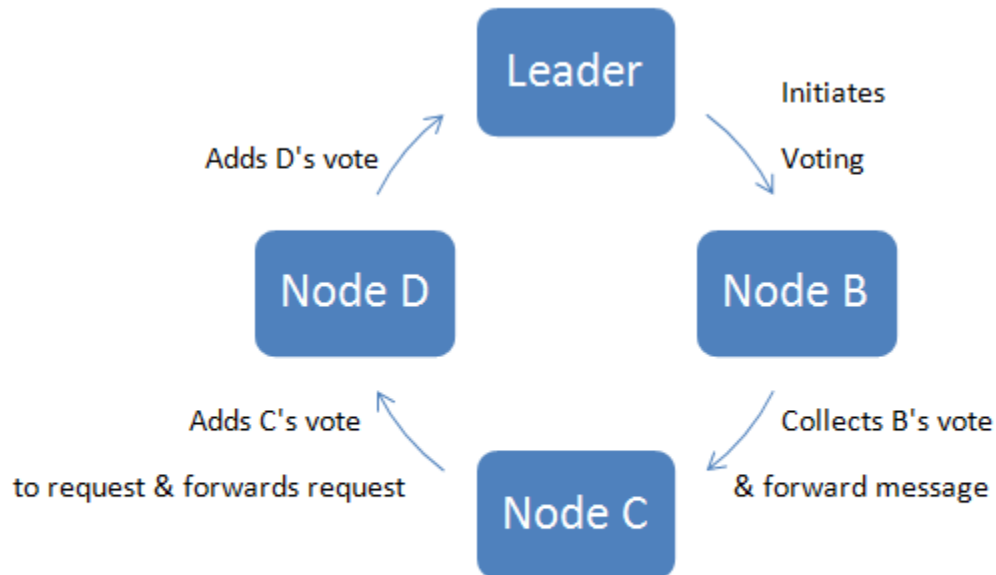 Leader
Initiates
Voting
Adds D's vote
Node D
Node B
Adds C's vote
to request & forwards request
Collects B's vote
& forward message
Node C